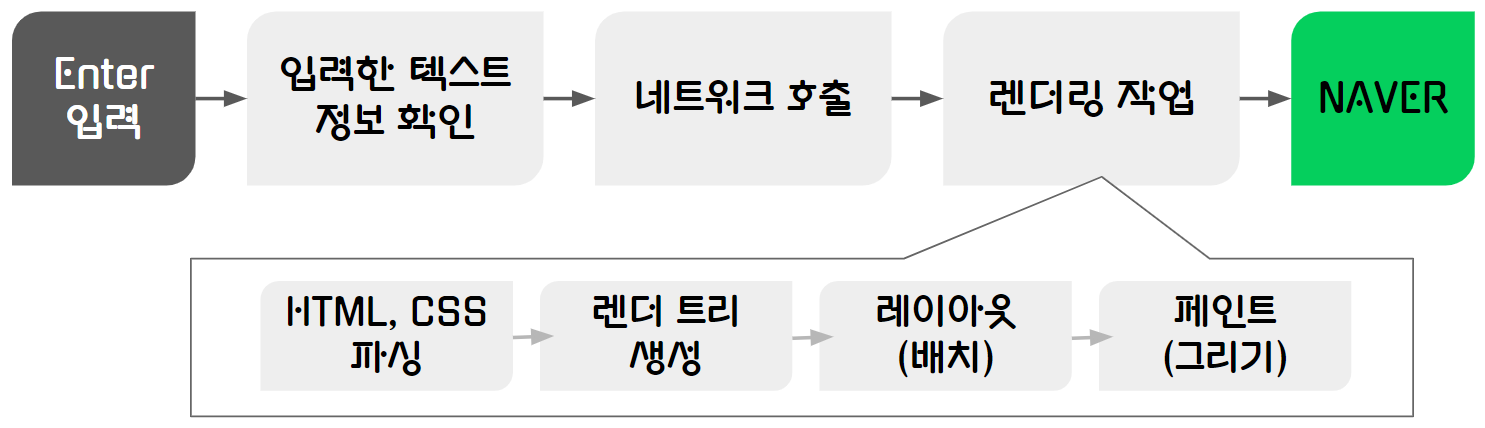 Enter
입력
입력한 텍스트
정보 확인
네트워크 호출
렌더링 작업
NAVER
HTML, CSS
파싱
렌더 트리
생성
레이아웃
(배치)
페인트
(그리기)